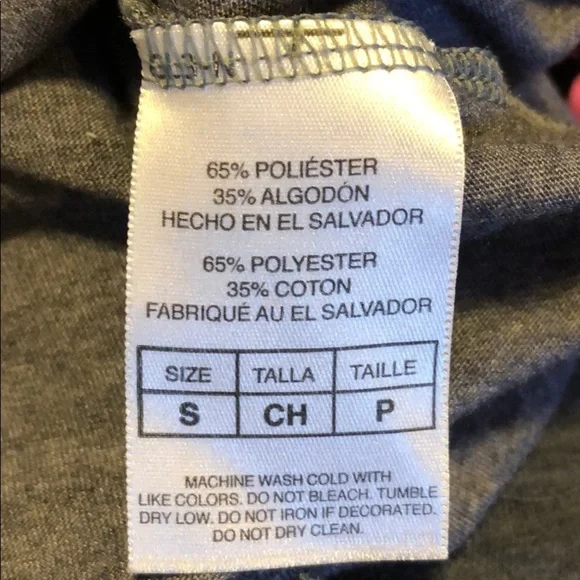 65% POLIÉSTER
35% ALGODÓN
HECHO EN EL SALVADOR
65% POLYESTER
35% COTON
FABRIQUÉ AU EL SALVADOR
SIZE TALLA TAILLE
S CH P
MACHINE WASH COLD WITH
LIKE COLORS. DO NOT BLEACH. TUMBLE
DRY LOW. DO NOT IRON IF DECORATED.
DO NOT DRY CLEAN.